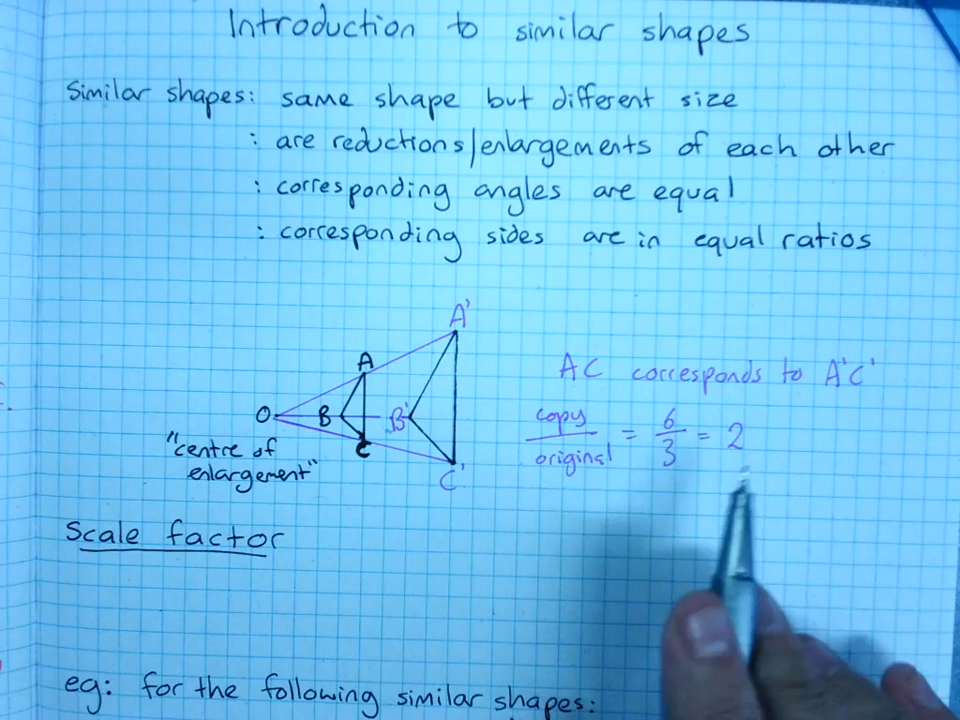 Introduction to similar shapes
Similar shapes: same shape but different size
: are reductions/enlargements of each other
: corresponding angles are equal
: corresponding sides are in equal ratios
A'
A
AC corresponds to A'C'
O B B'
copy/original = 6/3 = 2
C
"centre of
enlargement"
C'
Scale factor
eg: for the following similar shapes: